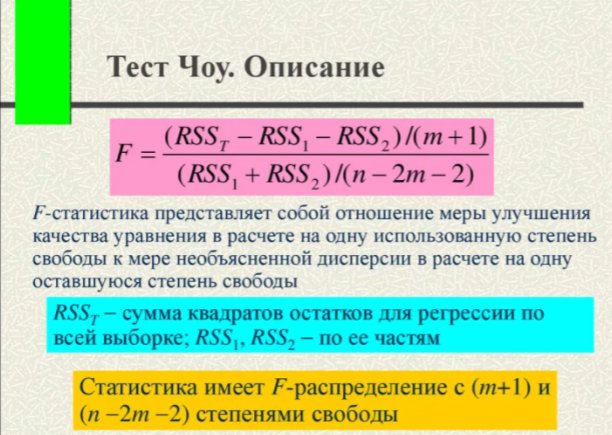 Тест Чоу. Описание
F = (RSS_T − RSS_1 − RSS_2)/(m+1)
(RSS_1 + RSS_2)/(n − 2m − 2)
F-статистика представляет собой отношение меры улучшения
качества уравнения в расчете на одну использованную степень
свободы к мере необъясненной дисперсии в расчете на одну
оставшуюся степень свободы
RSS_T – сумма квадратов остатков для регрессии по
всей выборке; RSS_1, RSS_2 – по ее частям
Статистика имеет F-распределение с (m+1) и
(n –2m –2) степенями свободы